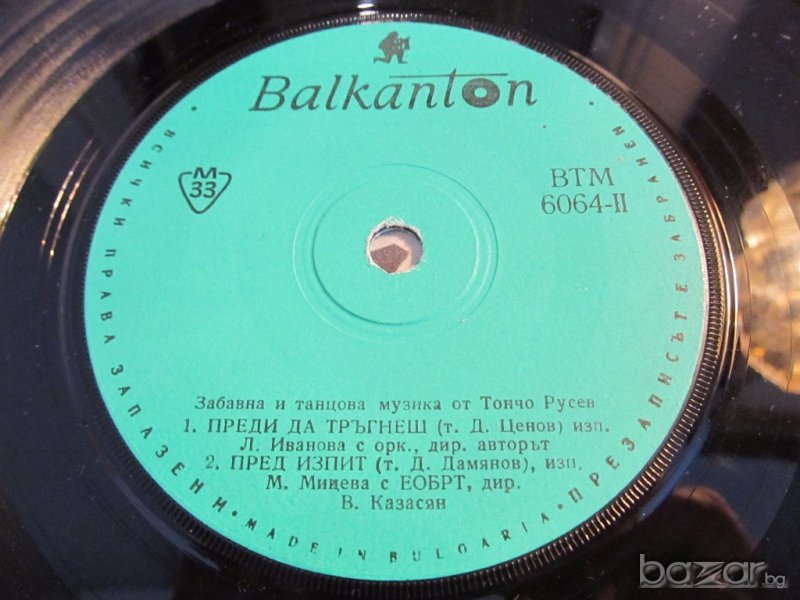 Balkanton
M
33
BTM
6064-II
Забавна и танцова музика от Тончо Русев
1. ПРЕДИ ДА ТРЪГНЕШ (т. Д. Ценов) изп.
Л. Иванова с орк., дир. авторът
2. ПРЕД ИЗПИТ (т. Д. Дамянов), изп.
М. Мицева с ЕОБРТ, дир.
В. Казасян
• ВСИЧКИ ПРАВА ЗАПАЗЕНИ • MADE IN BULGARIA • ПРЕЗАПИСЪТ Е ЗАБРАНЕН •
bazar.bg